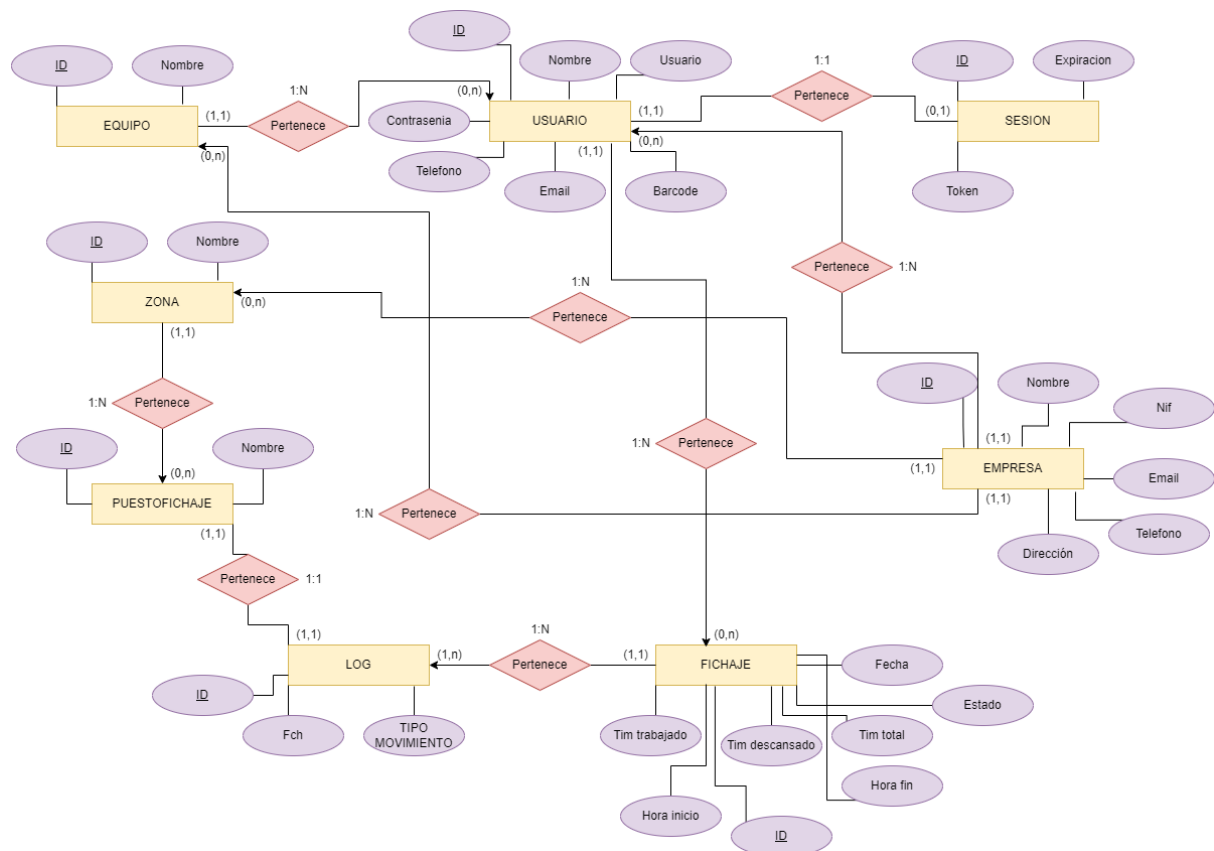 ID
Nombre
EQUIPO
(1,1)
(0,n)
1:N
Pertenece
ID
Nombre
Usuario
Contrasenia
(0,n)
USUARIO
(1,1)
(0,n)
(1,1)
Telefono
Email
Barcode
1:1
Pertenece
(0,1)
ID
Expiracion
SESION
Token
ID
Nombre
ZONA
(0,n)
(1,1)
1:N
Pertenece
Pertenece
1:N
1:N
Pertenece
ID
Nombre
(0,n)
PUESTOFICHAJE
(1,1)
1:N
Pertenece
1:N
Pertenece
ID
Nombre
Nif
(1,1)
(1,1)
EMPRESA
(1,1)
Email
Dirección
Telefono
Pertenece
1:1
(1,1)
LOG
(1,n)
ID
Fch
TIPO
MOVIMIENTO
1:N
Pertenece
(1,1)
(0,n)
FICHAJE
Fecha
Estado
Tim trabajado
Tim descansado
Tim total
Hora fin
Hora inicio
ID